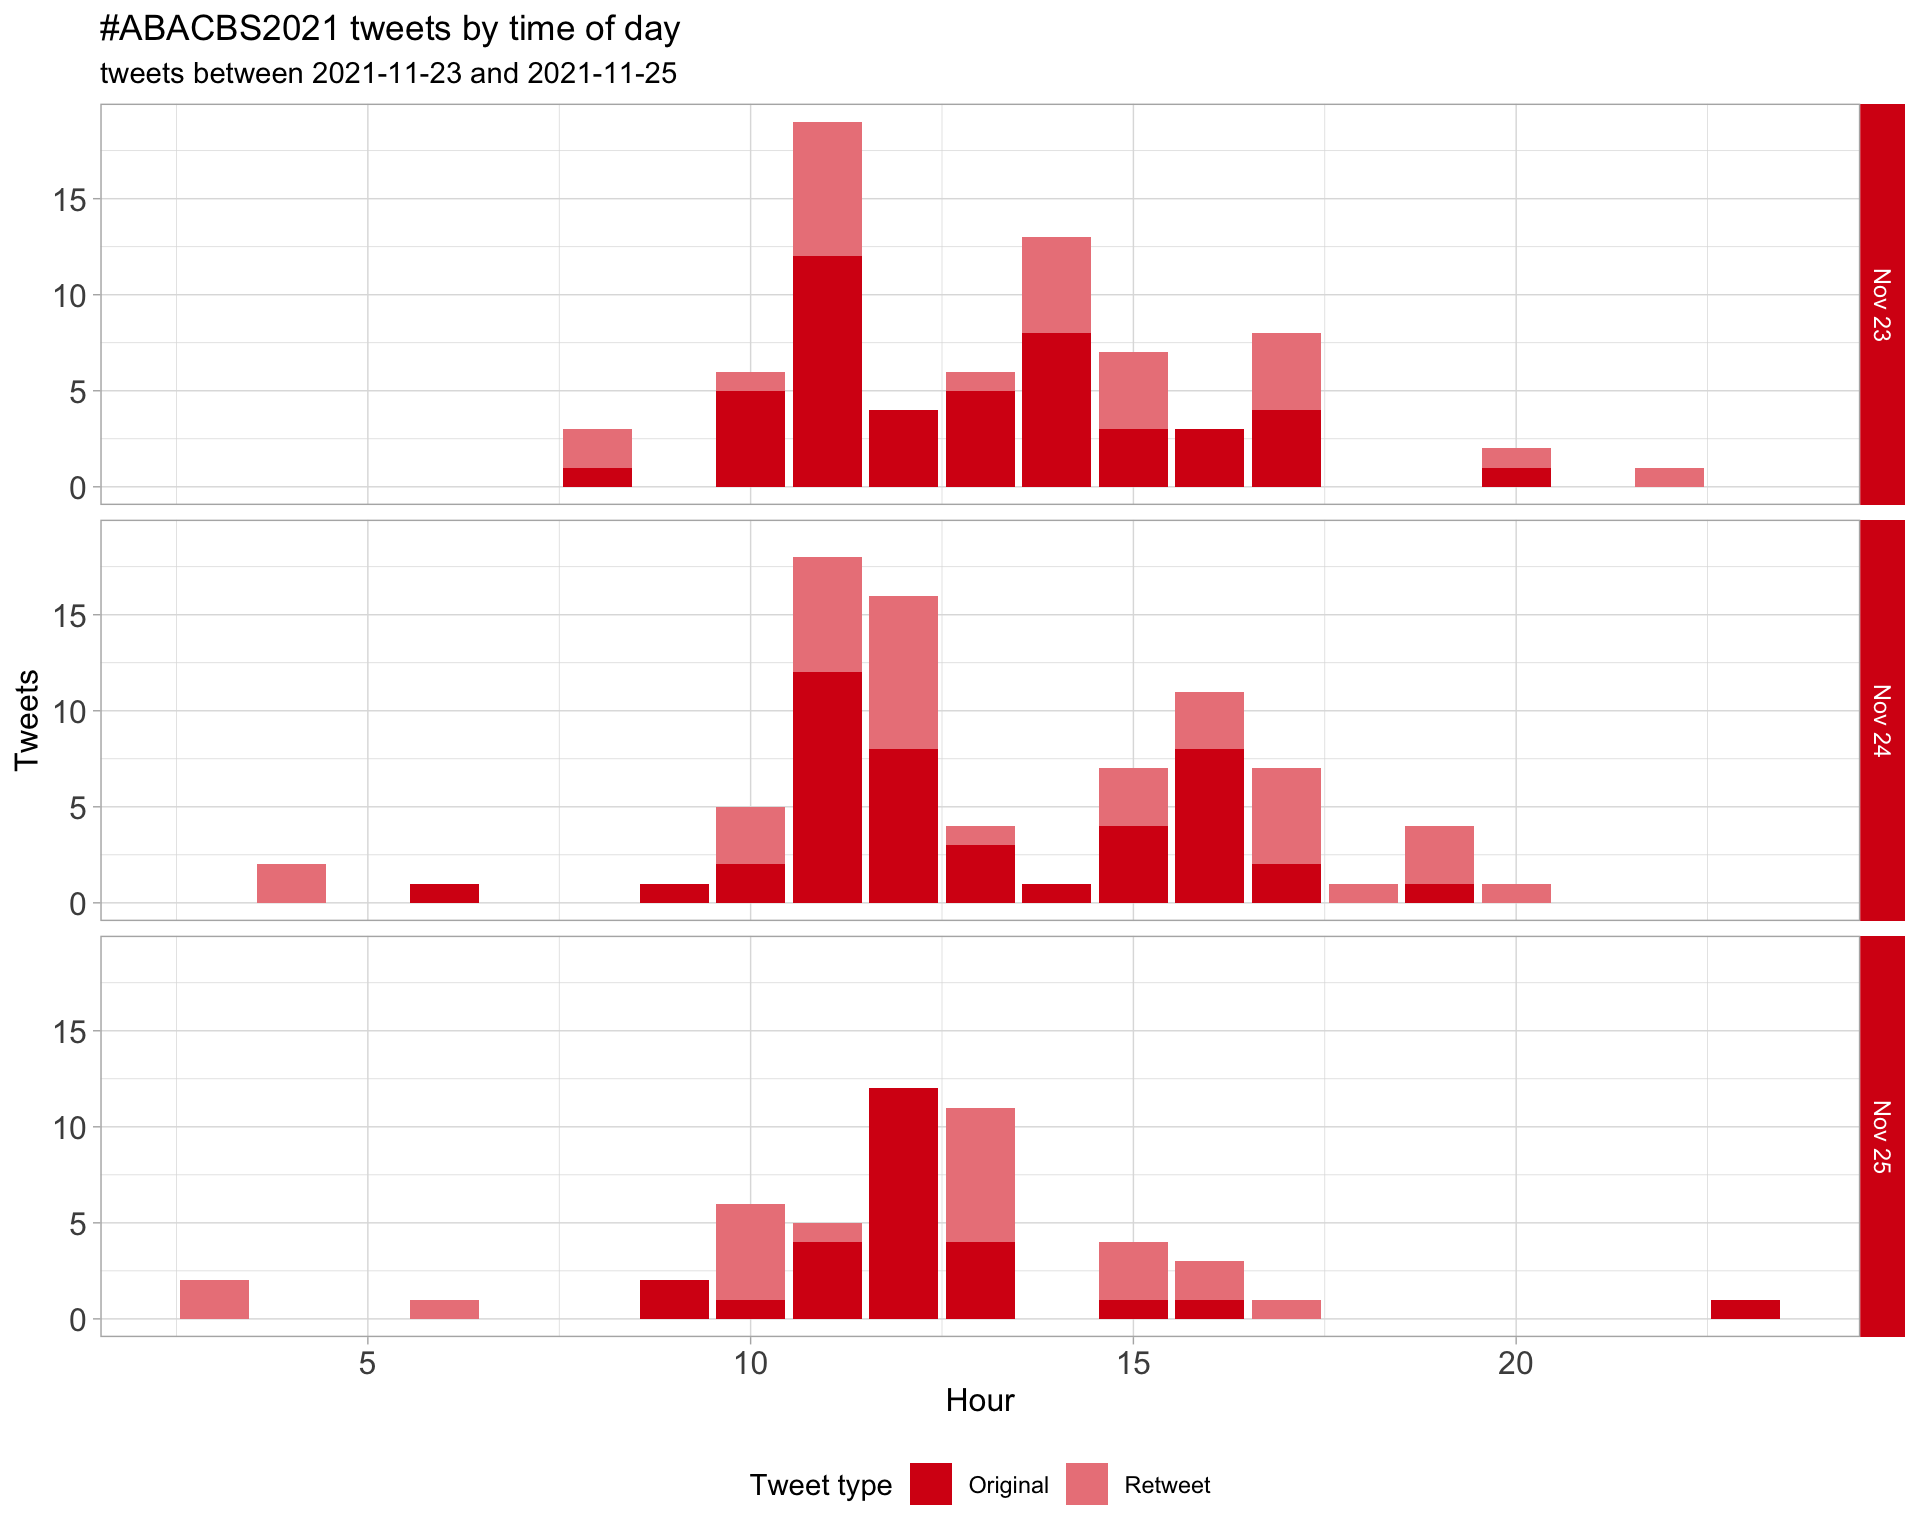 #ABACBS2021 tweets by time of day
tweets between 2021-11-23 and 2021-11-25
15
10
5
0
Nov 23
Tweets
15
10
5
0
Nov 24
15
10
5
0
Nov 25
5 10 15 20
Hour
Tweet type Original Retweet